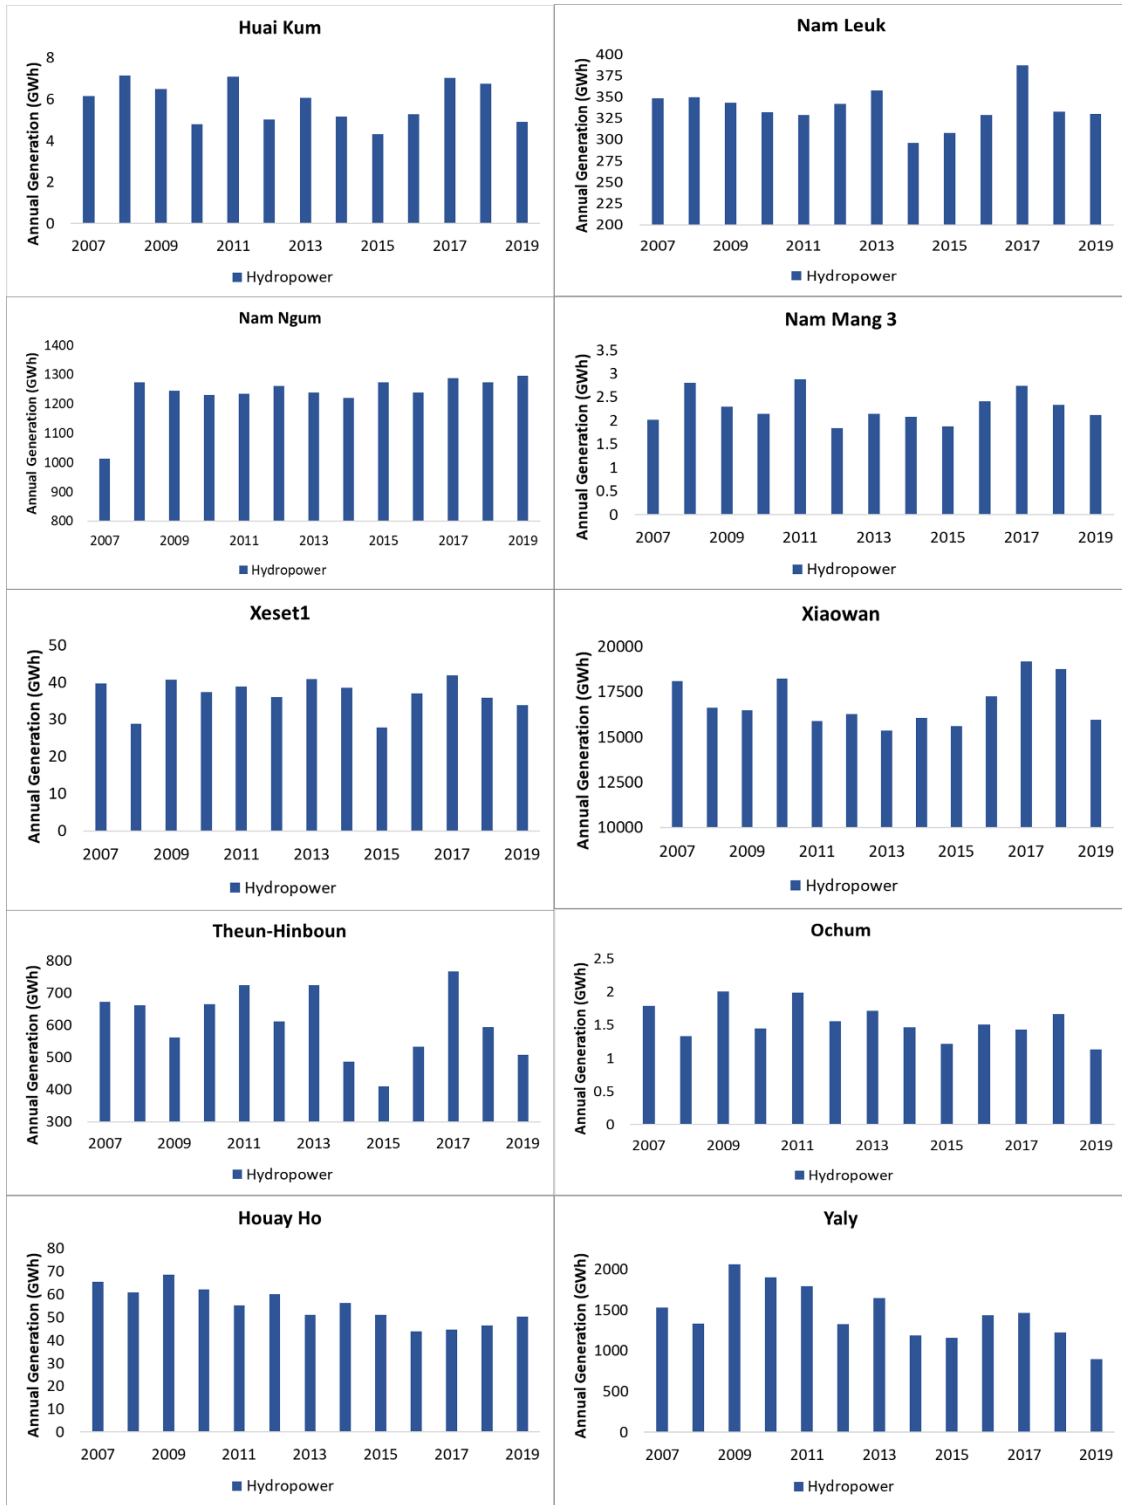 Huai Kum
Annual Generation (GWh)
8
6
4
2
0
2007 2009 2011 2013 2015 2017 2019
Hydropower
Nam Leuk
Annual Generation (GWh)
400
375
350
325
300
275
250
225
200
2007 2009 2011 2013 2015 2017 2019
Hydropower
Nam Ngum
Annual Generation (GWh)
1400
1300
1200
1100
1000
900
800
2007 2009 2011 2013 2015 2017 2019
Hydropower
Nam Mang 3
Annual Generation (GWh)
3.5
3
2.5
2
1.5
1
0.5
0
2007 2009 2011 2013 2015 2017 2019
Hydropower
Xeset1
Annual Generation (GWh)
50
40
30
20
10
0
2007 2009 2011 2013 2015 2017 2019
Hydropower
Xiaowan
Annual Generation (GWh)
20000
17500
15000
12500
10000
2007 2009 2011 2013 2015 2017 2019
Hydropower
Theun-Hinboun
Annual Generation (GWh)
800
700
600
500
400
300
2007 2009 2011 2013 2015 2017 2019
Hydropower
Ochum
Annual Generation (GWh)
2.5
2
1.5
1
0.5
0
2007 2009 2011 2013 2015 2017 2019
Hydropower
Houay Ho
Annual Generation (GWh)
80
70
60
50
40
30
20
10
0
2007 2009 2011 2013 2015 2017 2019
Hydropower
Yaly
Annual Generation (GWh)
2000
1500
1000
500
0
2007 2009 2011 2013 2015 2017 2019
Hydropower